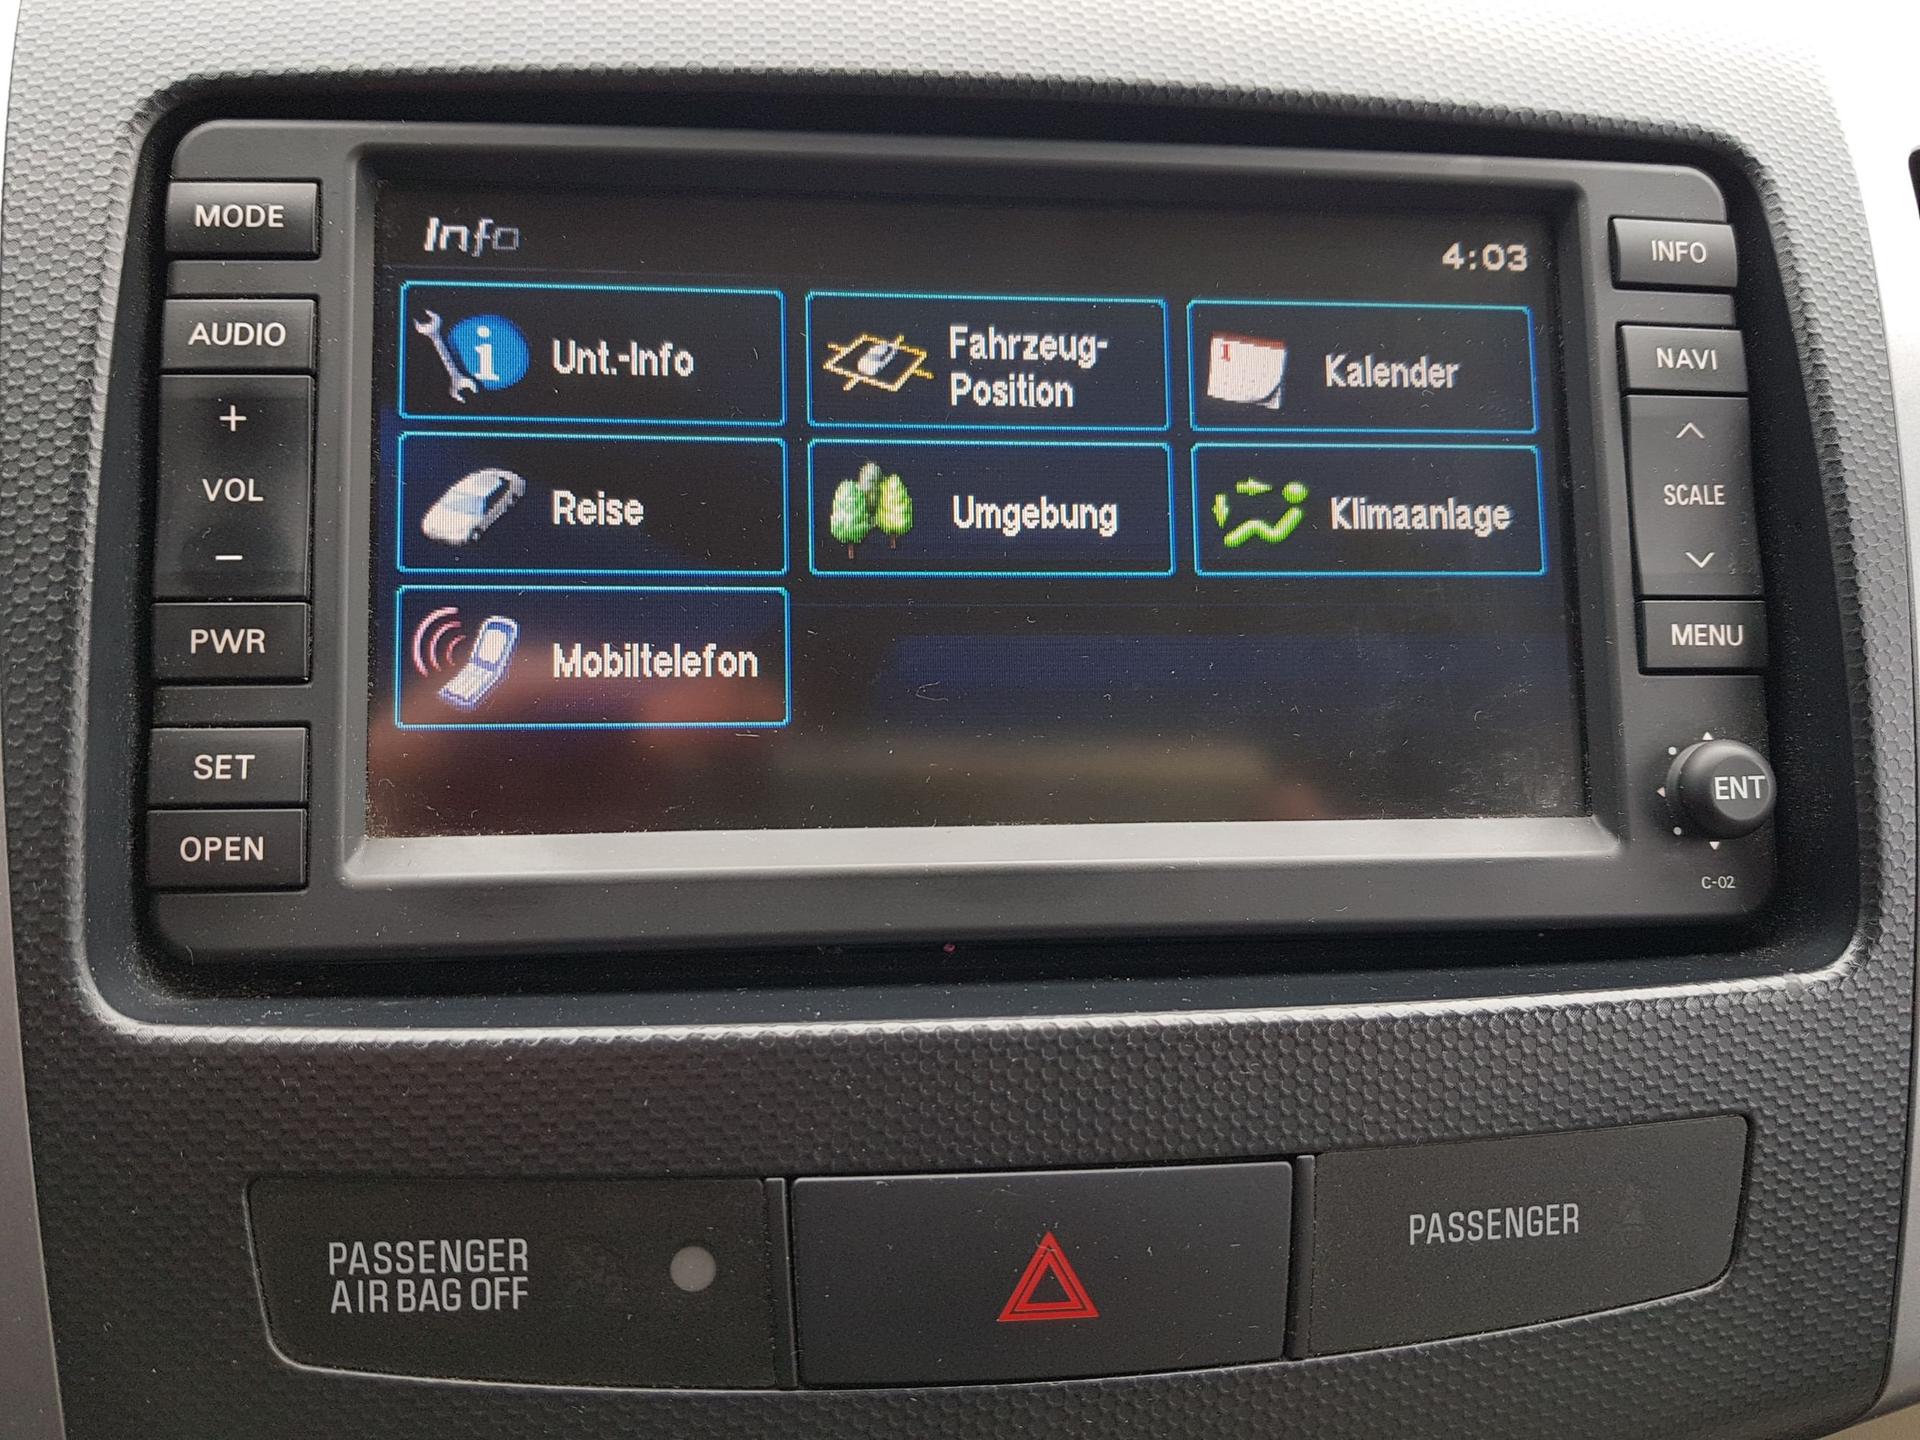 MODE
AUDIO
+
VOL
−
PWR
SET
OPEN
Info
4:03
i
Unt.-Info
Fahrzeug-
Position
1
Kalender
Reise
Umgebung
Klimaanlage
Mobiltelefon
INFO
NAVI
SCALE
MENU
ENT
C-02
PASSENGER
AIR BAG OFF
PASSENGER